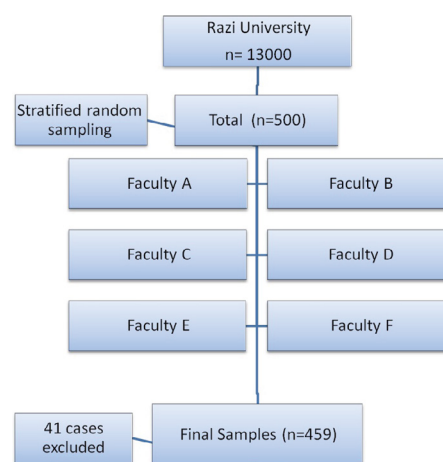 Razi University
n= 13000
Stratified random
sampling
Total (n=500)
Faculty A
Faculty B
Faculty C
Faculty D
Faculty E
Faculty F
41 cases
excluded
Final Samples (n=459)